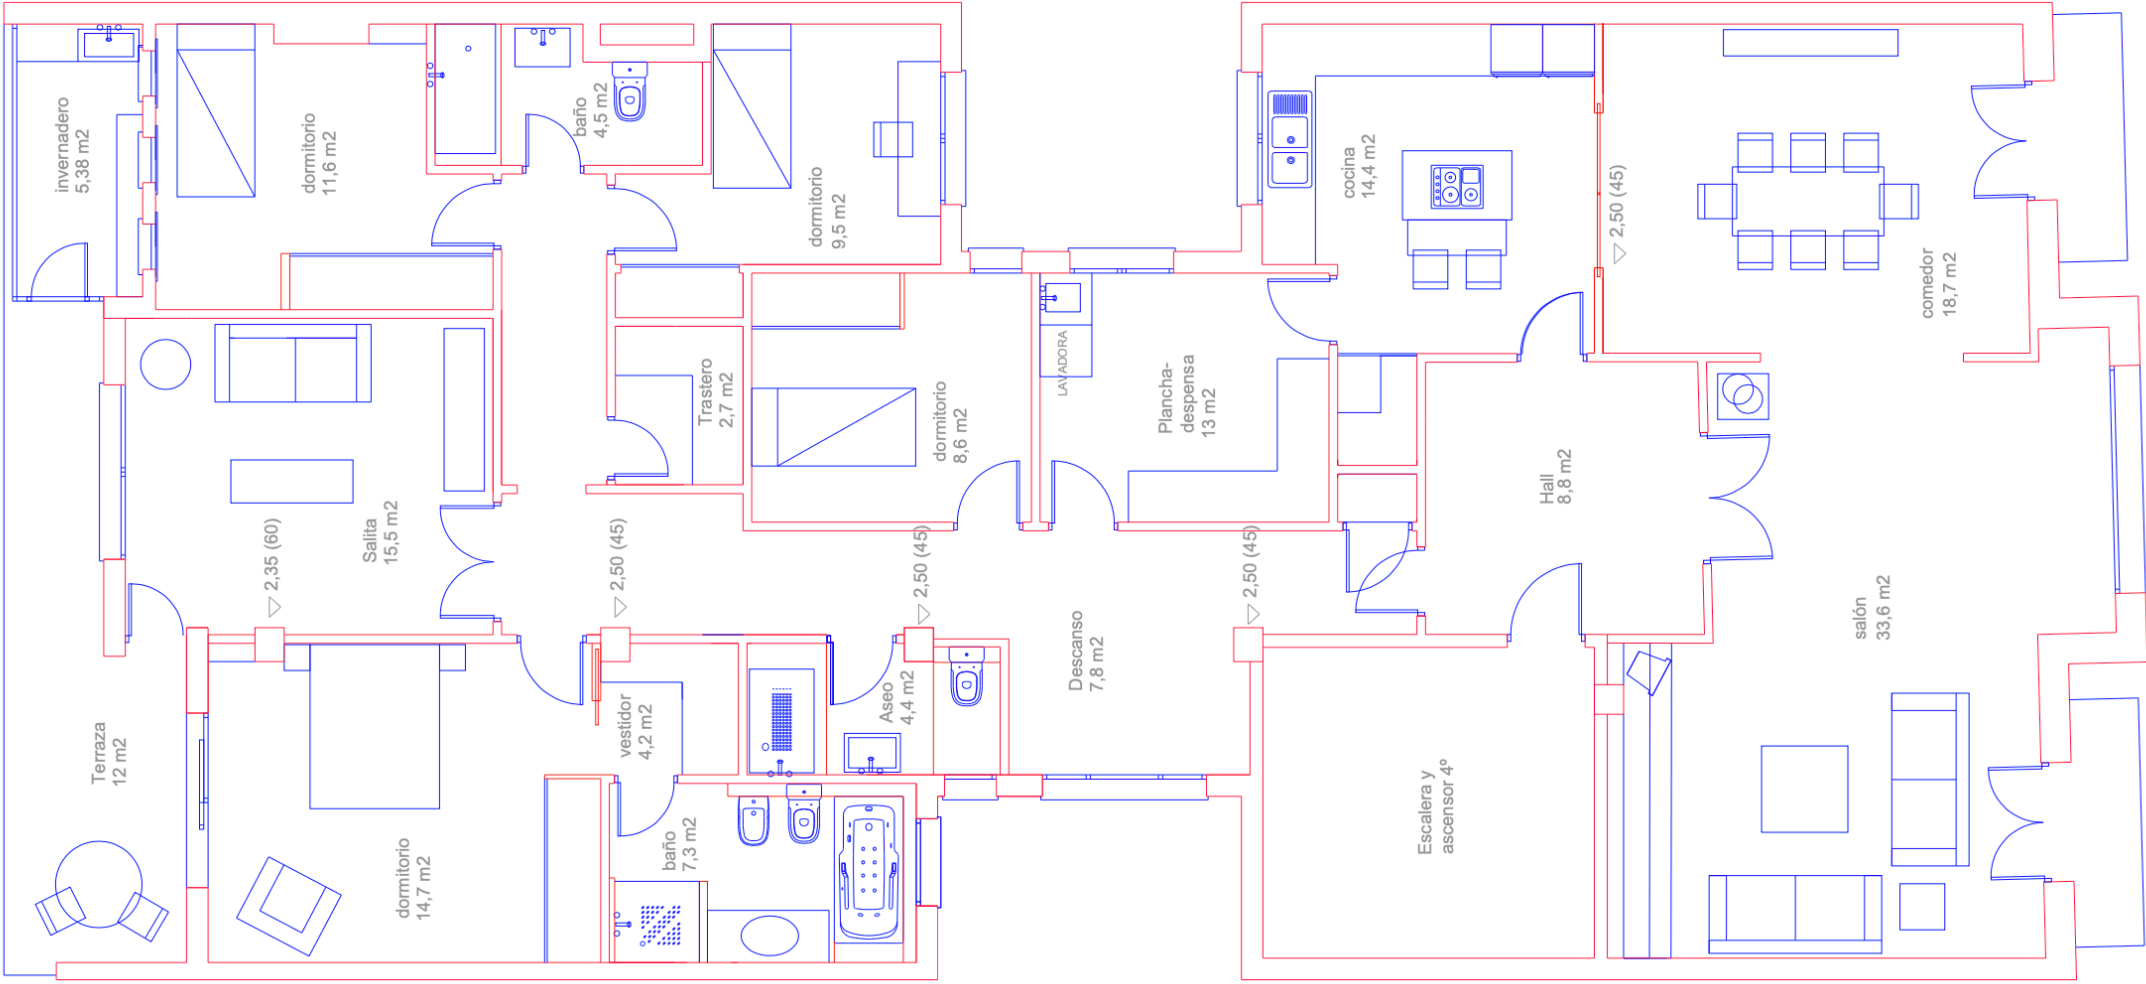 invernadero
5,38 m2
dormitorio
11,6 m2
baño
4,5 m2
dormitorio
9,5 m2
cocina
14,4 m2
▽ 2,50 (45)
comedor
18,7 m2
Trastero
2,7 m2
dormitorio
8,6 m2
LAVADORA
Plancha-
despensa
13 m2
Hall
8,8 m2
Salita
15,5 m2
▽ 2,35 (60)
▽ 2,50 (45)
▽ 2,50 (45)
▽ 2,50 (45)
salón
33,6 m2
Terraza
12 m2
vestidor
4,2 m2
Aseo
4,4 m2
Descanso
7,8 m2
dormitorio
14,7 m2
baño
7,3 m2
Escalera y
ascensor 4º